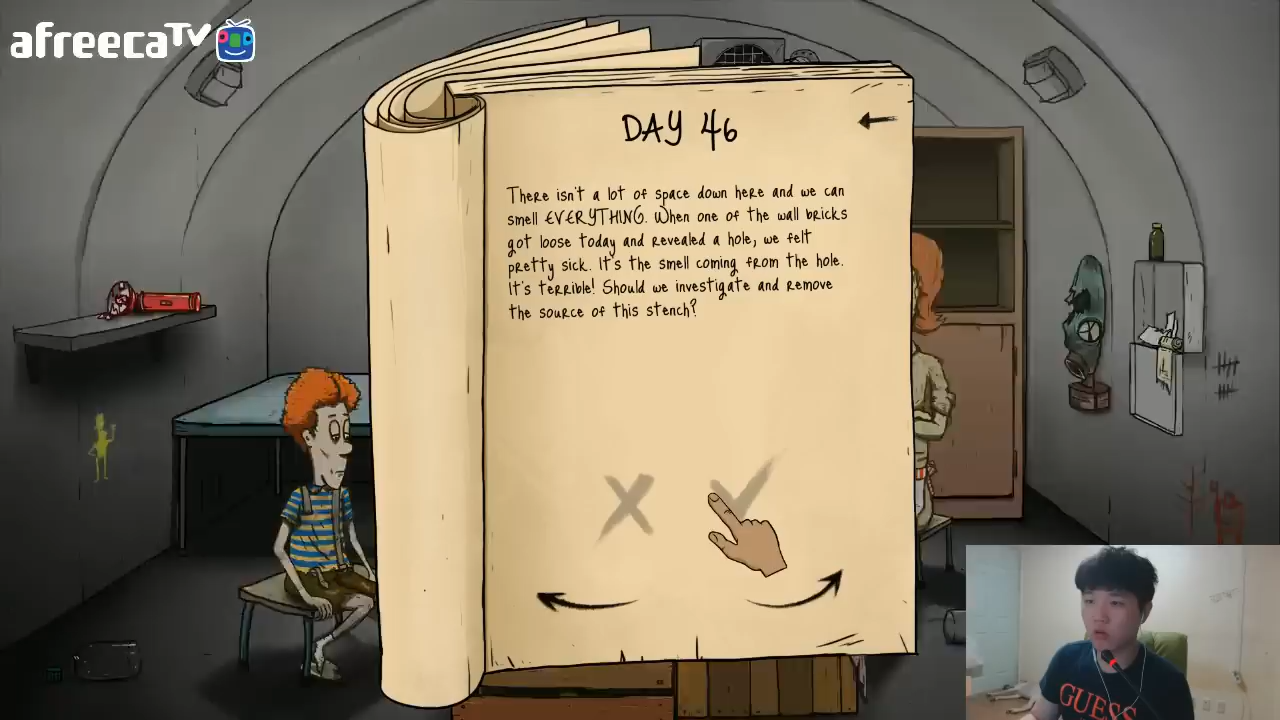 afreecaTV
DAY 46
There isn't a lot of space down here and we can
smell EVERYTHING. When one of the wall bricks
got loose today and revealed a hole, we felt
pretty sick. It's the smell coming from the hole.
It's terrible! Should we investigate and remove
the source of this stench?
GUESS